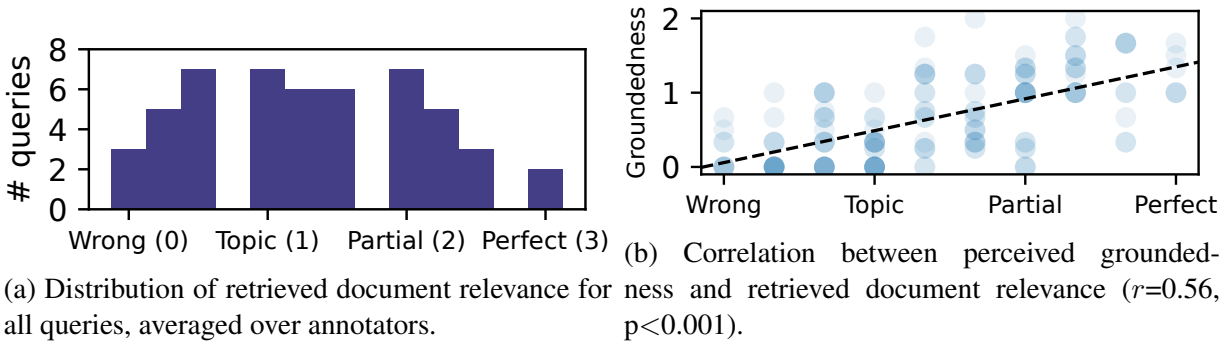 # queries
8
6
4
2
0
Wrong (0) Topic (1) Partial (2) Perfect (3)
(a) Distribution of retrieved document relevance for
all queries, averaged over annotators.
Groundedness
2
1
0
Wrong Topic Partial Perfect
(b) Correlation between perceived grounded-
ness and retrieved document relevance (r=0.56,
p<0.001).